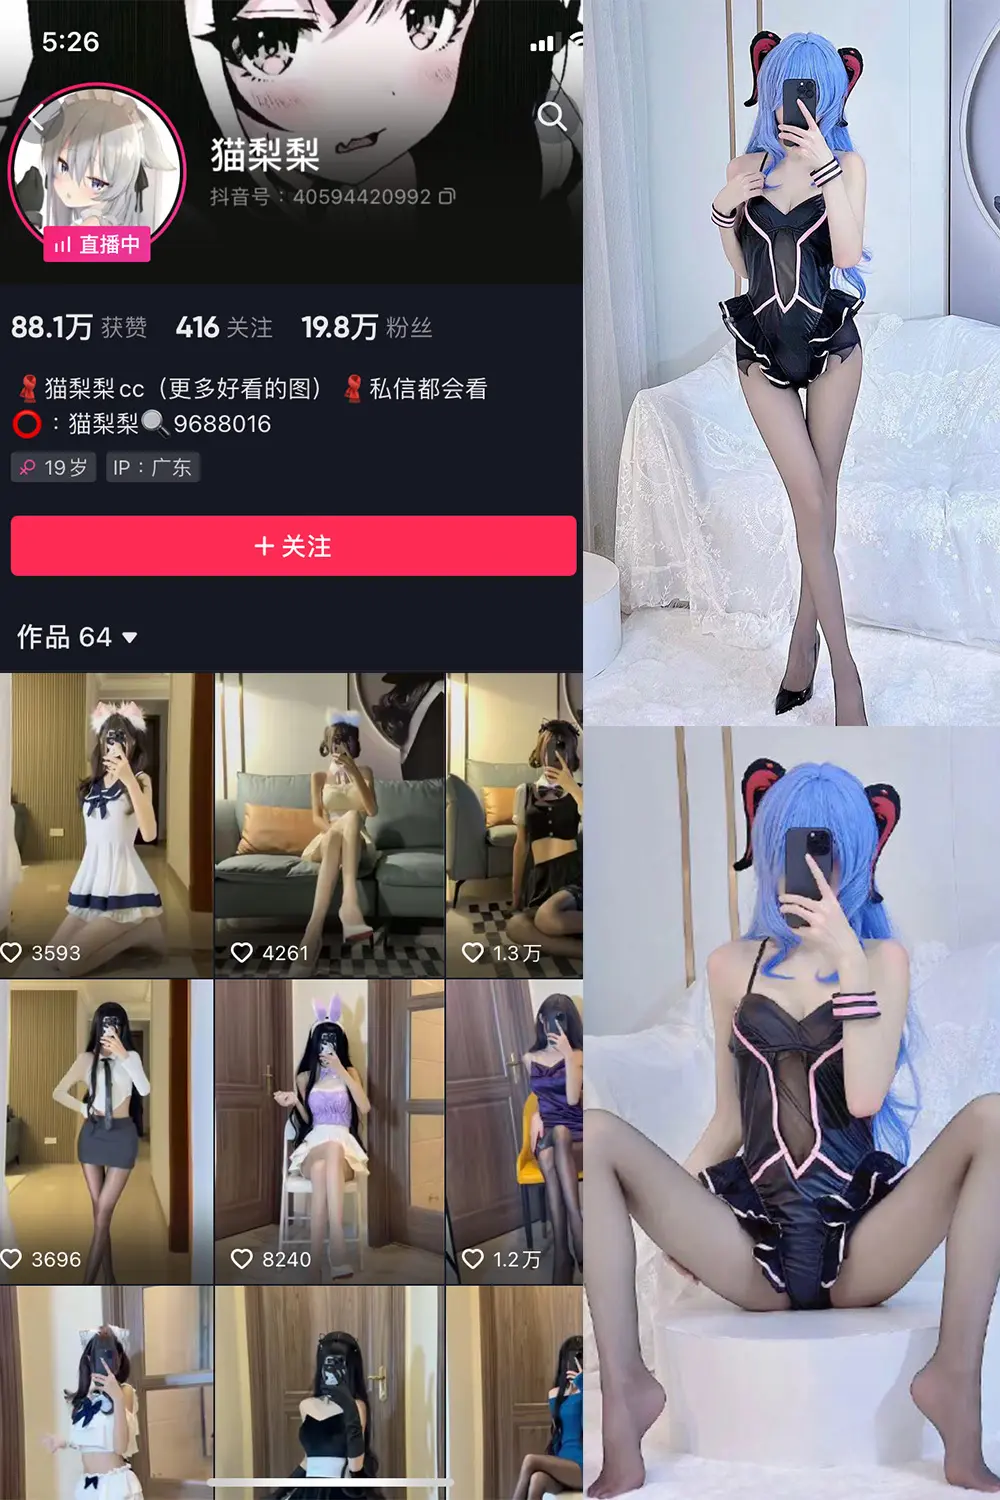 5:26
猫梨梨
抖音号：40594420992
直播中
88.1万 获赞 416 关注 19.8万 粉丝
猫梨梨cc（更多好看的图） 私信都会看
：猫梨梨🔍9688016
19岁 IP：广东
+ 关注
作品 64
3593 4261 1.3万
3696 8240 1.2万